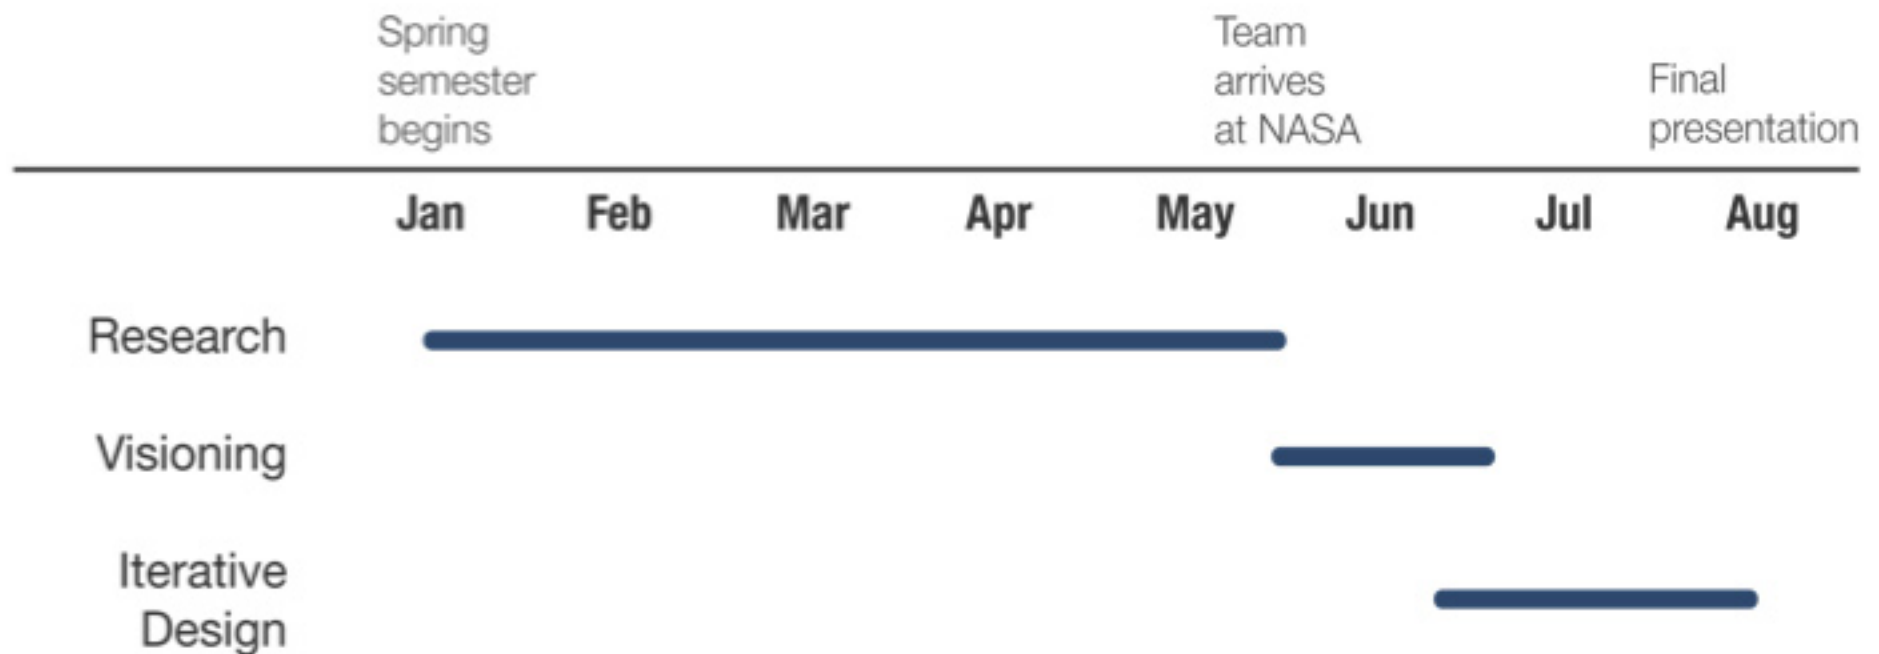 Spring
semester
begins
Team
arrives
at NASA
Final
presentation
Jan Feb Mar Apr May Jun Jul Aug
Research
Visioning
Iterative
Design